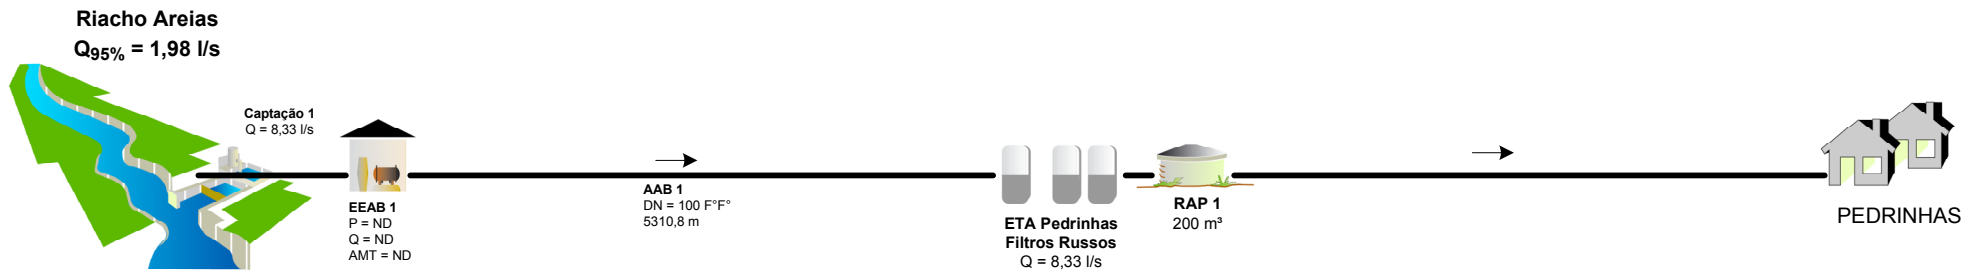 Riacho Areias
Q95% = 1,98 l/s
Captação 1
Q = 8,33 l/s
EEAB 1
P = ND
Q = ND
AMT = ND
AAB 1
DN = 100 F°F°
5310,8 m
ETA Pedrinhas
Filtros Russos
Q = 8,33 l/s
RAP 1
200 m³
PEDRINHAS